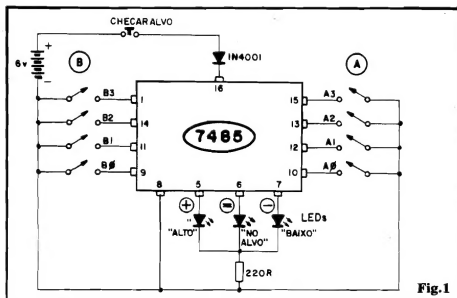 CHECAR ALVO
+
6v
−
B
1N4001
A
16
B3 1
15 A3
B2 14
7485
13 A2
B1 11
12 A1
BØ 9
10 AØ
8 5 6 7
+ = −
LEDs
"ALTO" "NO ALVO" "BAIXO"
220R
Fig.1